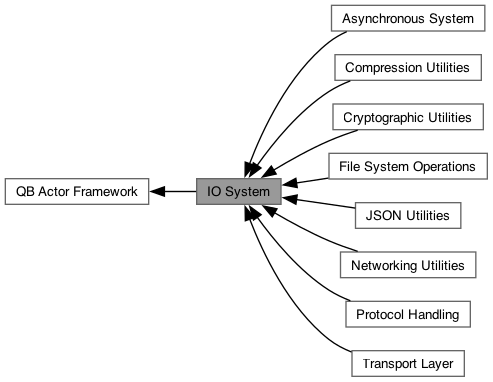 Asynchronous System
Compression Utilities
Cryptographic Utilities
File System Operations
QB Actor Framework
IO System
JSON Utilities
Networking Utilities
Protocol Handling
Transport Layer